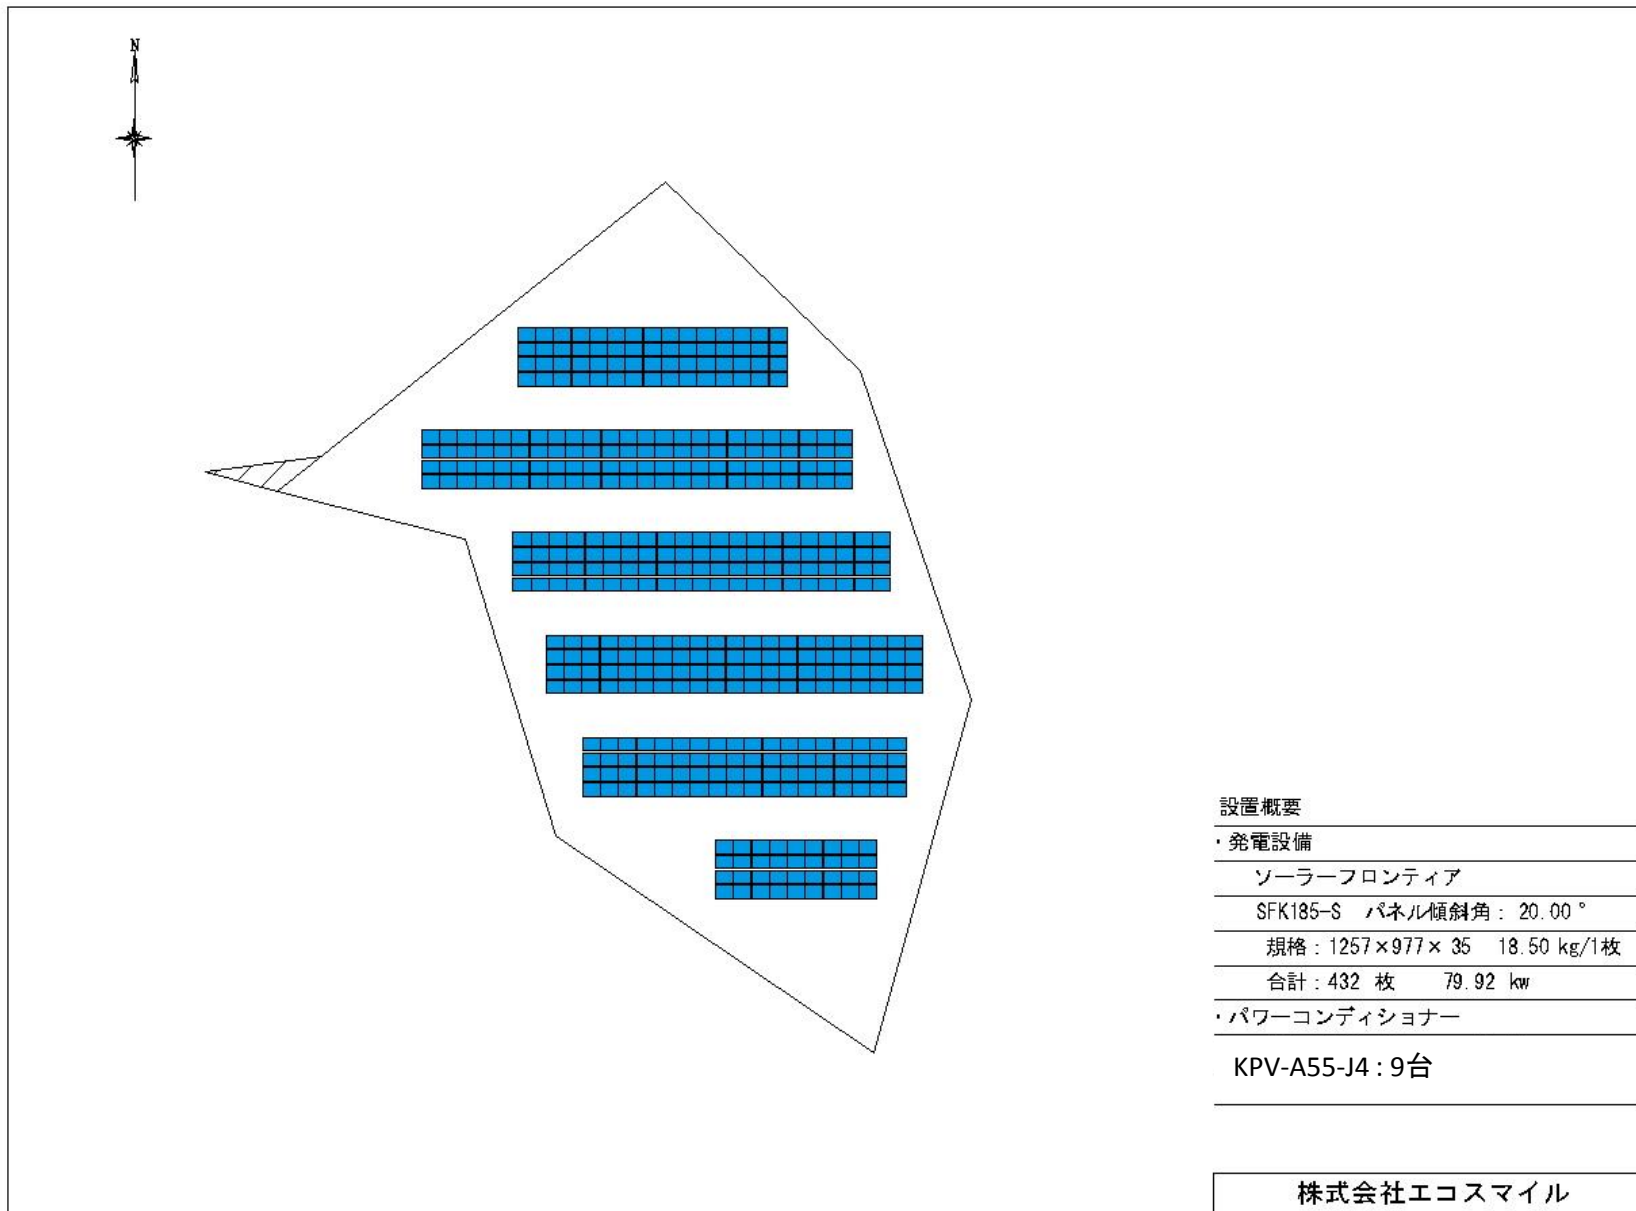 N
設置概要
・発電設備
ソーラーフロンティア
SFK185-S パネル傾斜角：20.00°
規格：1257×977×35 18.50 kg/1枚
合計：432 枚 79.92 kw
・パワーコンディショナー
KPV-A55-J4 : 9台
株式会社エコスマイル